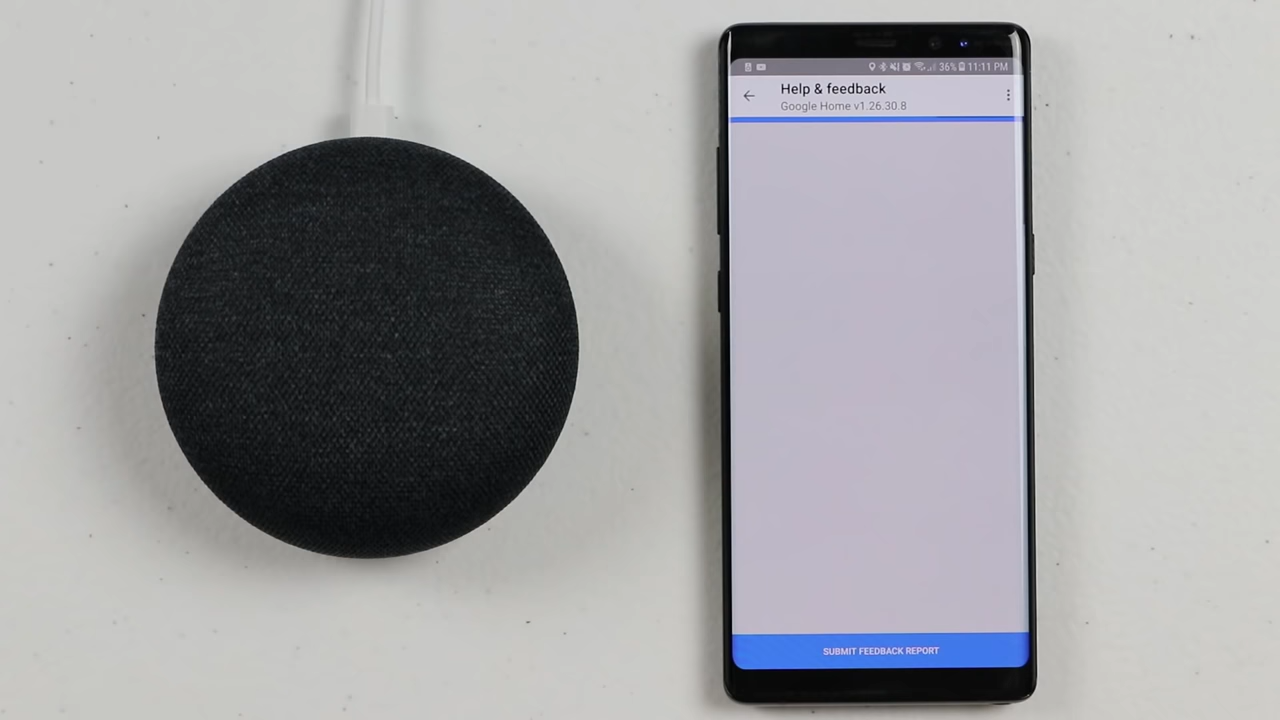 36% 11:11 PM
Help & feedback
Google Home v1.26.30.8
SUBMIT FEEDBACK REPORT